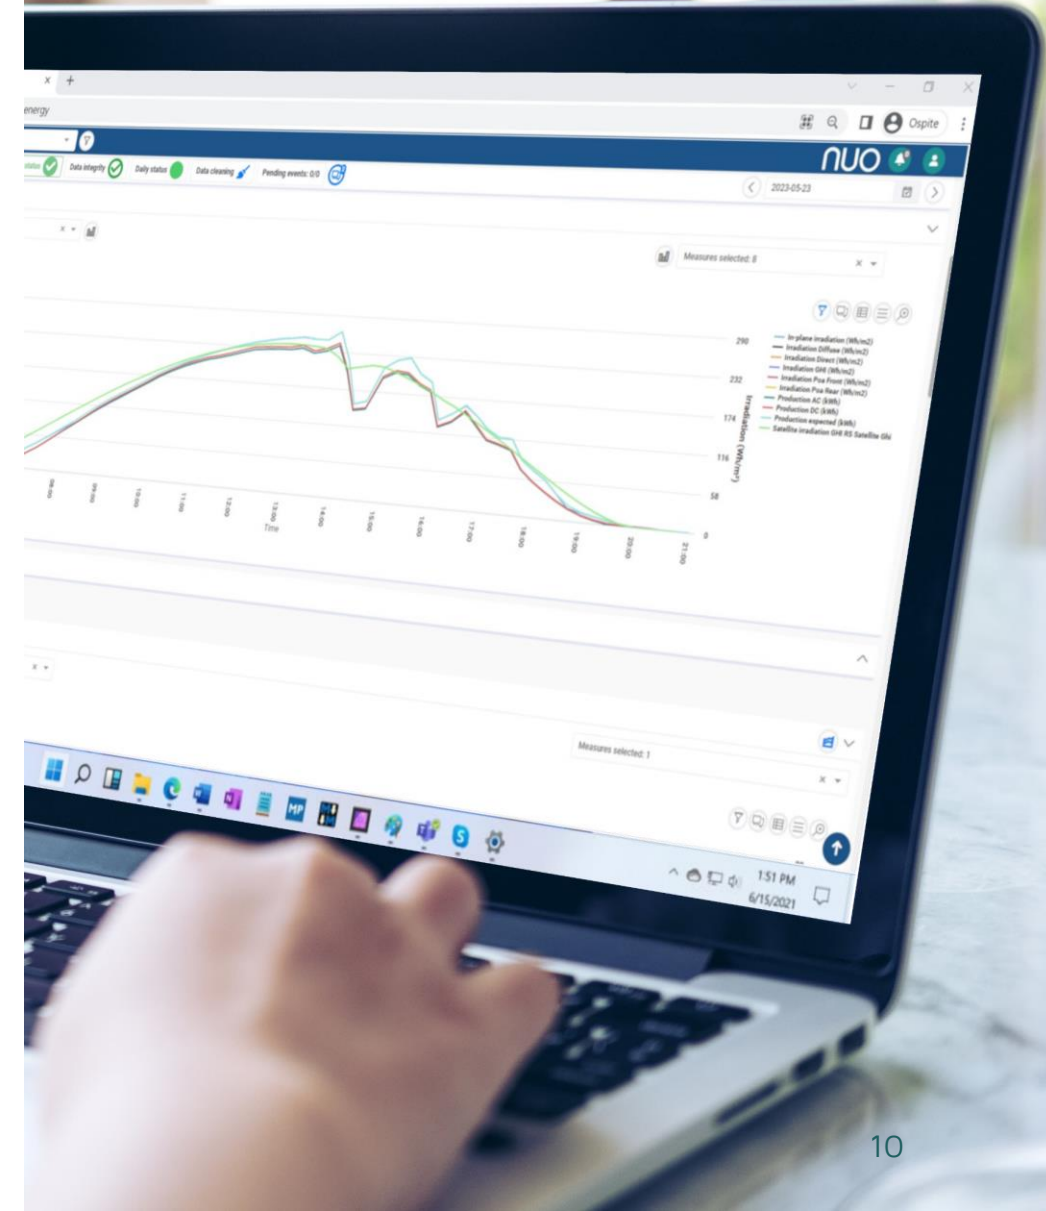 energy
Ospite
nuo
status
Data integrity
Daily status
Data cleaning
Pending events: 0/0
2023-05-23
Measures selected: 8
290
232
174
116
58
0
Irradiation (Wh/m²)
In-plane irradiation (Wh/m2)
Irradiation Diffuse (Wh/m2)
Irradiation Direct (Wh/m2)
Irradiation GHI (Wh/m2)
Irradiation Poa Front (Wh/m2)
Irradiation Poa Rear (Wh/m2)
Production AC (kWh)
Production DC (kWh)
Production expected (kWh)
Satellite irradiation GHI RS Satellite Ghi
08:00
09:00
10:00
11:00
12:00
13:00
14:00
15:00
16:00
17:00
18:00
19:00
20:00
21:00
Time
Measures selected: 1
MP
S
1:51 PM
6/15/2021
10